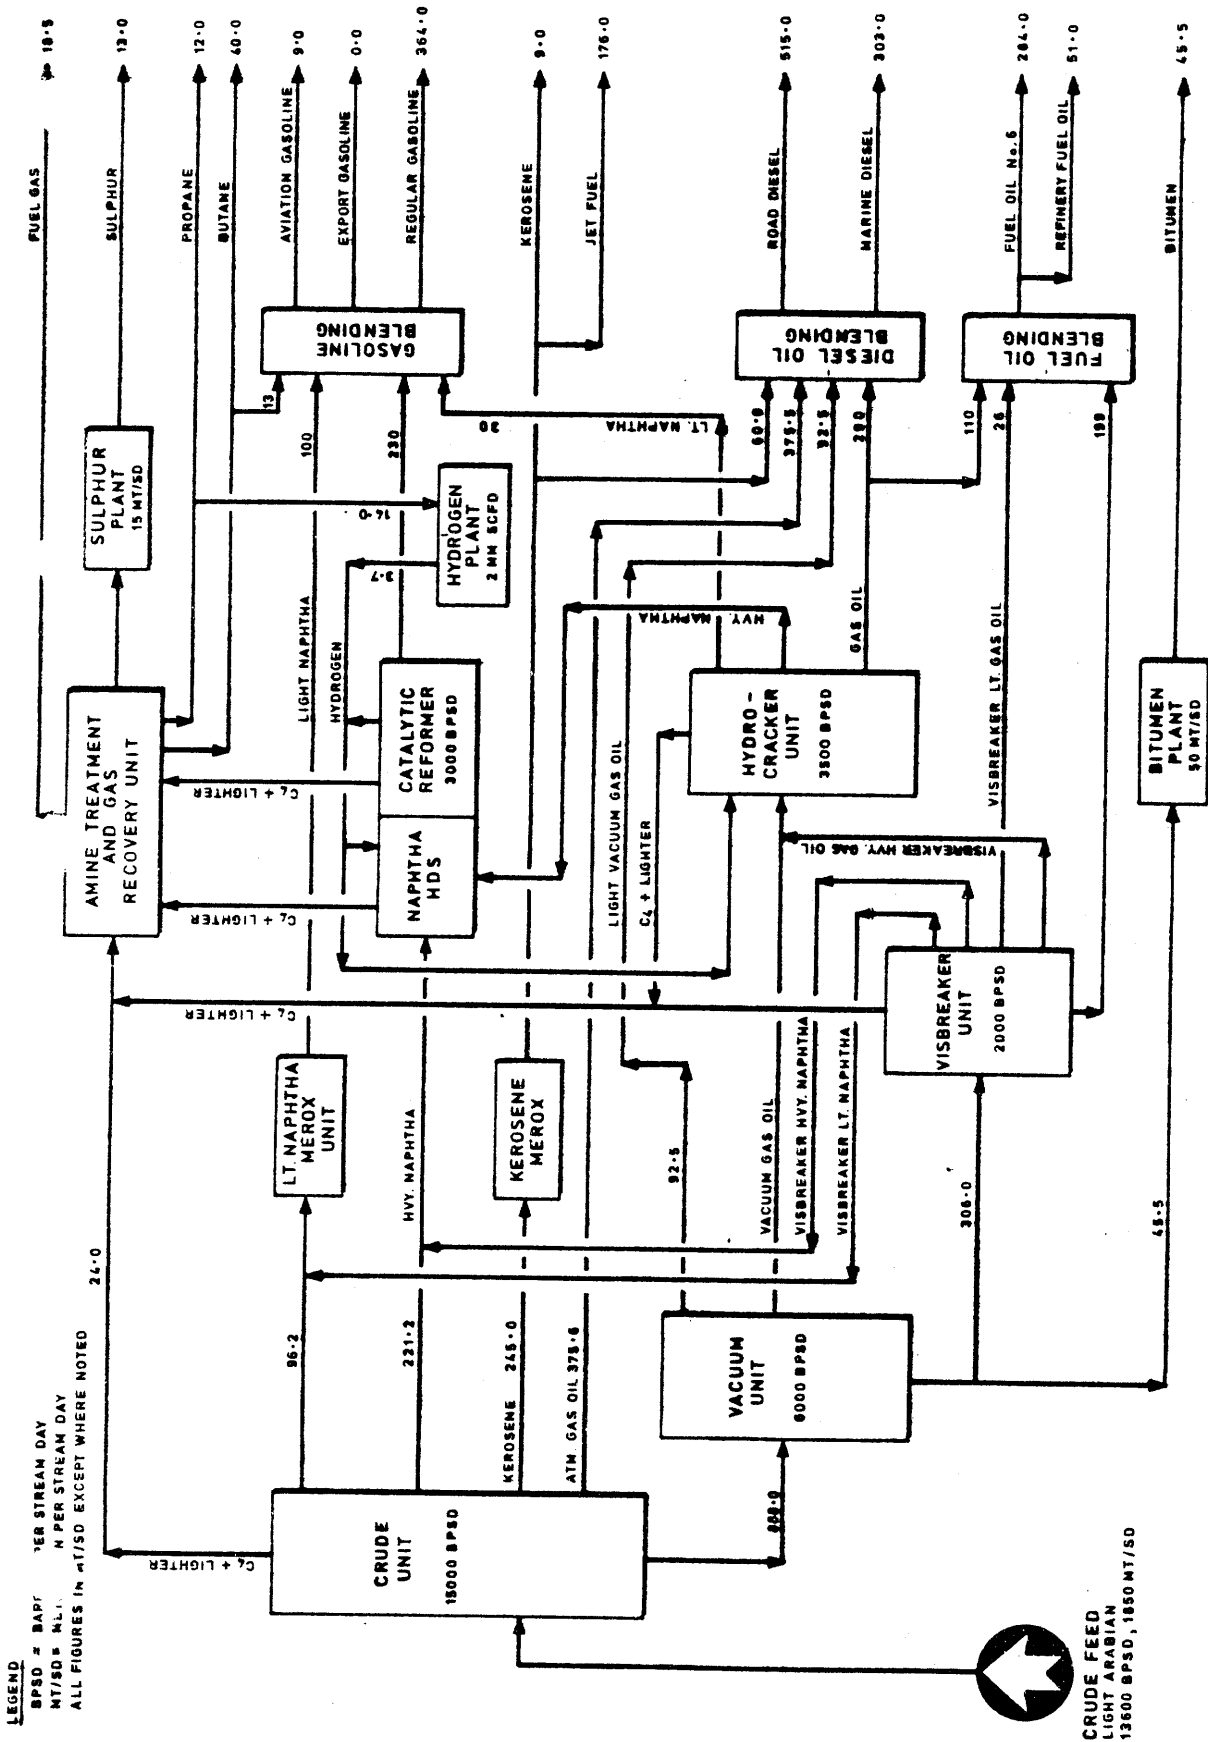 LEGEND
BPSD = BARR PER STREAM DAY
MT/SD = N PER STREAM DAY
ALL FIGURES IN MT/SD EXCEPT WHERE NOTED
CRUDE FEED
LIGHT ARABIAN
13600 BPSD, 1850 MT/SD
CRUDE
UNIT
15000 BPSD
C4 + LIGHTER
24.0
96.2
221.2
KEROSENE 245.0
ATM GAS OIL 375.6
888.0
VACUUM
UNIT
6000 BPSD
92.5
VACUUM GAS OIL
306.0
45.5
LT. NAPHTHA
MEROX
UNIT
HVY. NAPHTHA
KEROSENE
MEROX
VISBREAKER HVY. NAPHTHA
VISBREAKER LT. NAPHTHA
VISBREAKER
UNIT
2000 BPSD
C4 + LIGHTER
C4 + LIGHTER
LIGHT VACUUM GAS OIL
VISBREAKER HVY. GAS OIL
VISBREAKER LT. GAS OIL
AMINE TREATMENT
AND GAS
RECOVERY UNIT
C4 + LIGHTER
C4 + LIGHTER
NAPHTHA
HDS
CATALYTIC
REFORMER
3000 BPSD
HYDROGEN
LIGHT NAPHTHA
HYDRO-
CRACKER
UNIT
3500 BPSD
HVY. NAPHTHA
GAS OIL
BITUMEN
PLANT
50 MT/SD
SULPHUR
PLANT
15 MT/SD
HYDROGEN
PLANT
2 MM SCFD
3.7
14.0
13
100
230
30
LT. NAPHTHA
60.0
375.5
92.5
290
110
26
199
GASOLINE
BLENDING
DIESEL OIL
BLENDING
FUEL OIL
BLENDING
FUEL GAS 18.5
SULPHUR 13.0
PROPANE 12.0
BUTANE 40.0
AVIATION GASOLINE 9.0
EXPORT GASOLINE 0.0
REGULAR GASOLINE 364.0
KEROSENE 9.0
JET FUEL 176.0
ROAD DIESEL 515.0
MARINE DIESEL 303.0
FUEL OIL No. 6 284.0
REFINERY FUEL OIL 51.0
BITUMEN 45.5